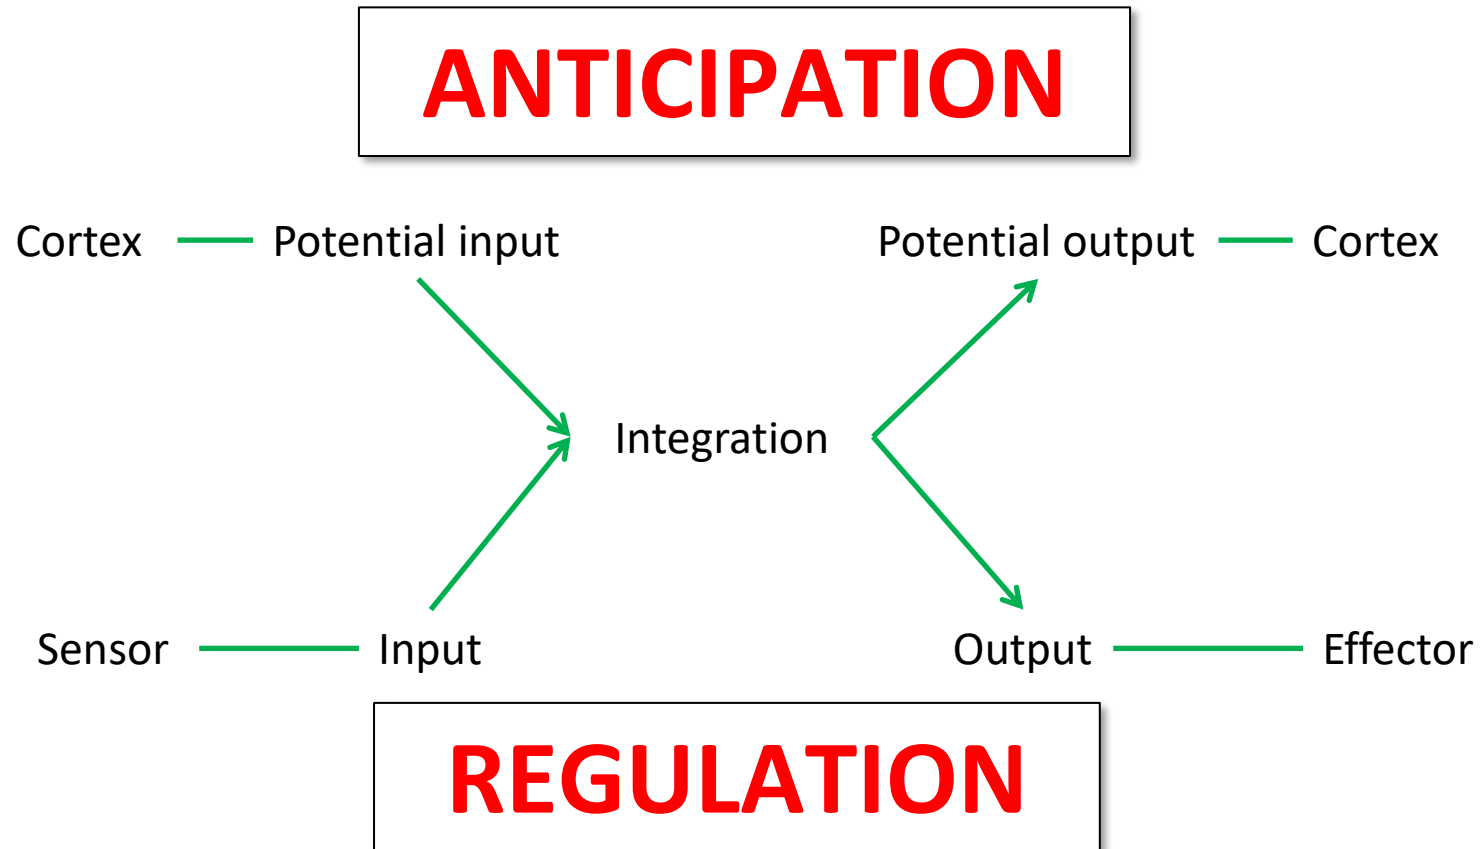 ANTICIPATION
Cortex Potential input Potential output Cortex
Integration
Sensor Input Output Effector
REGULATION